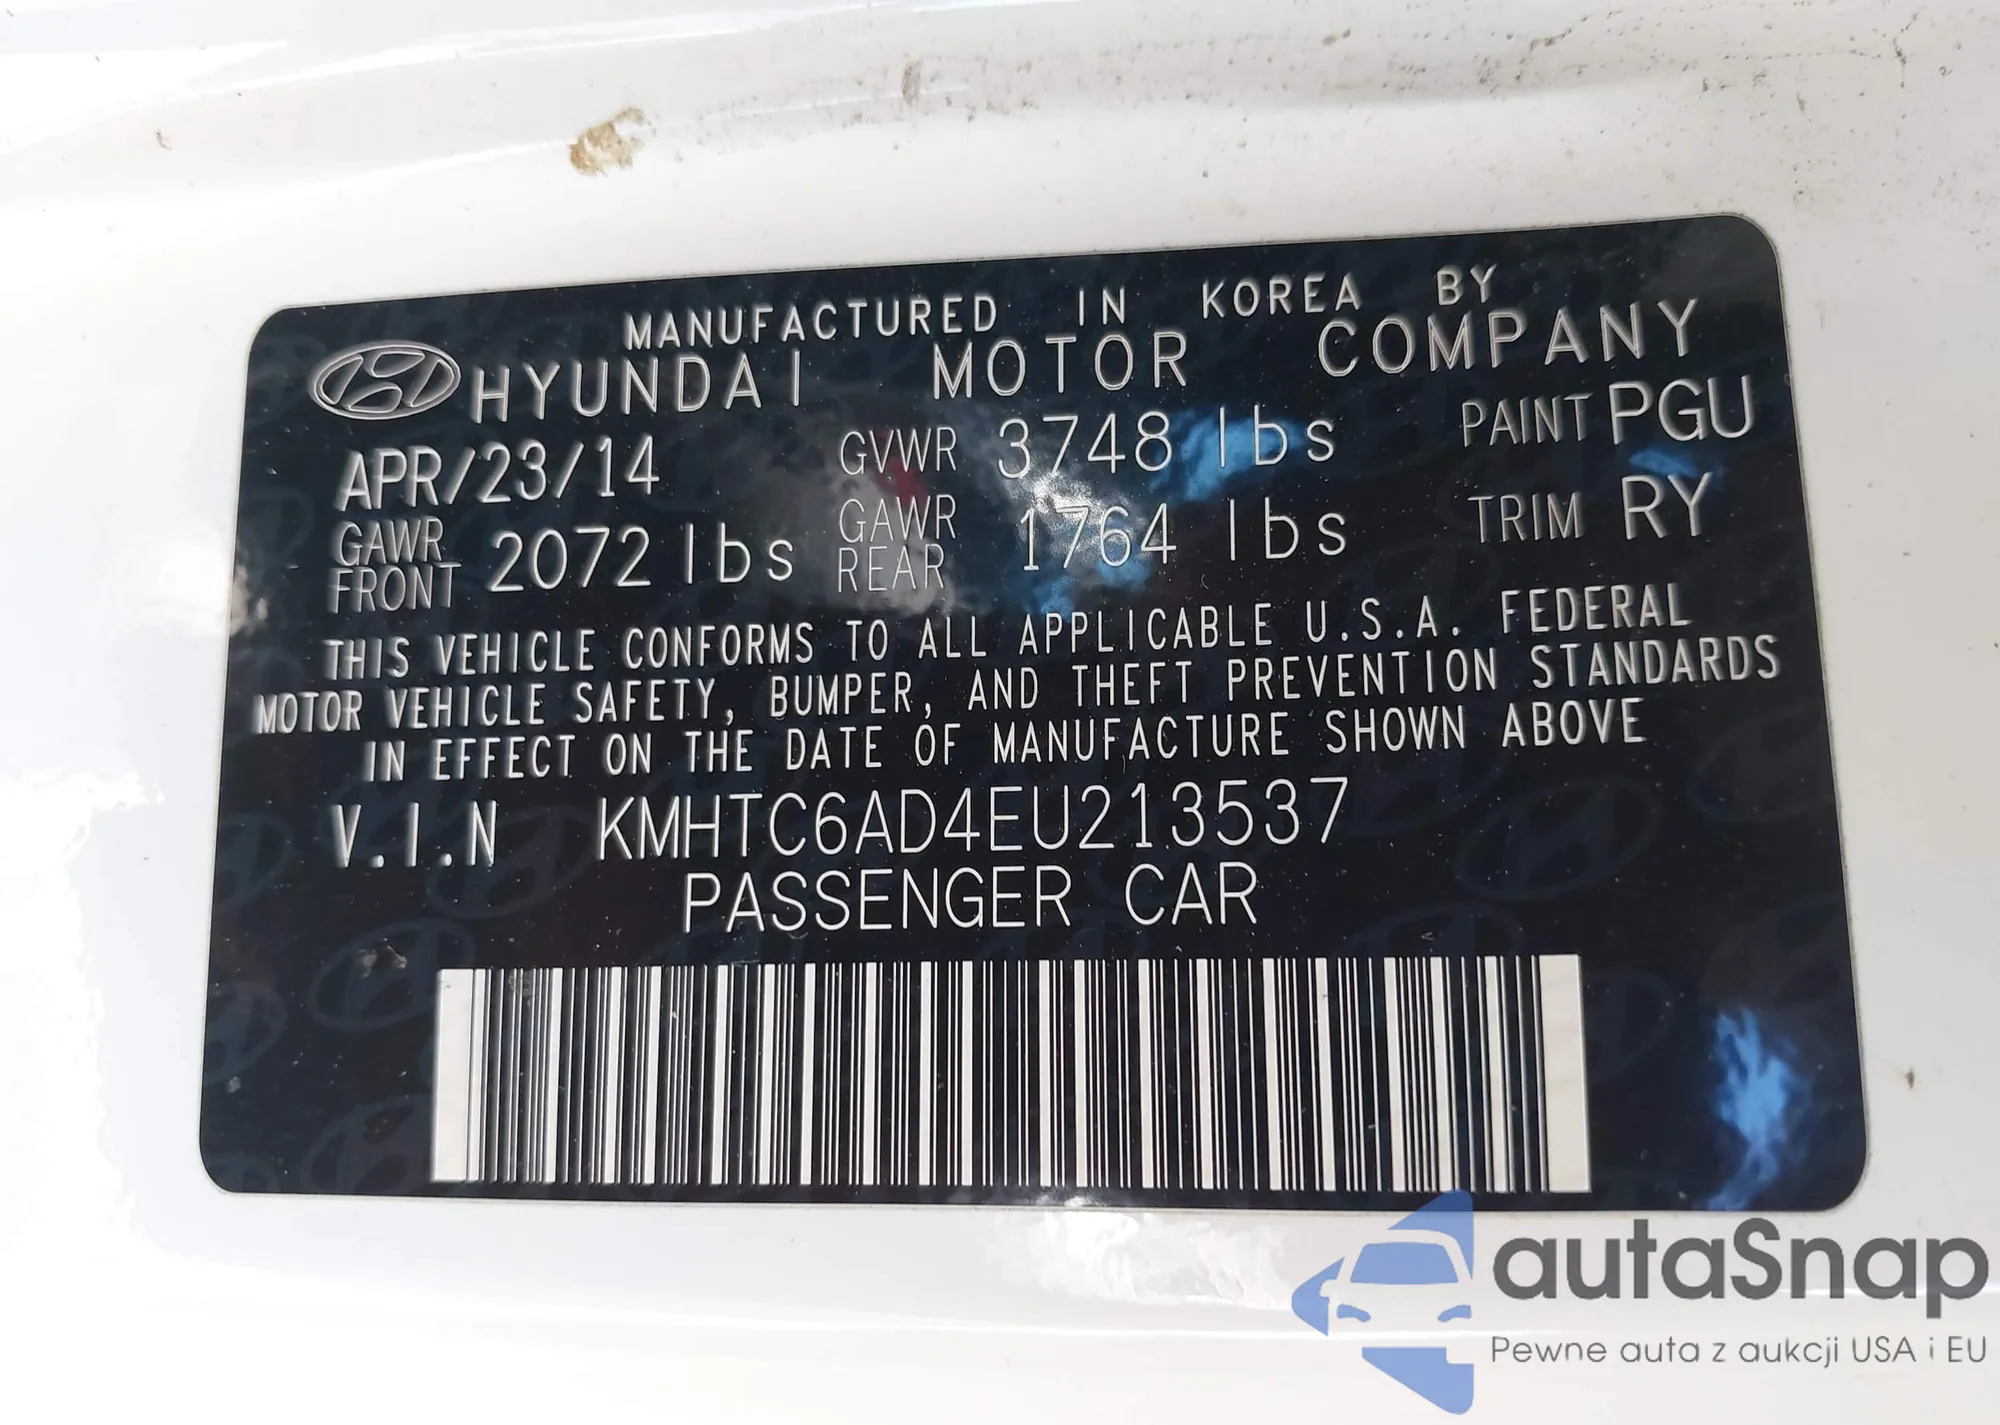 MANUFACTURED IN KOREA BY
HYUNDAI MOTOR COMPANY
APR/23/14 GVWR 3748 lbs PAINT PGU
GAWR FRONT 2072 lbs GAWR REAR 1764 lbs TRIM RY
THIS VEHICLE CONFORMS TO ALL APPLICABLE U.S.A. FEDERAL
MOTOR VEHICLE SAFETY, BUMPER, AND THEFT PREVENTION STANDARDS
IN EFFECT ON THE DATE OF MANUFACTURE SHOWN ABOVE
V.I.N KMHTC6AD4EU213537
PASSENGER CAR
autaSnap
Pewne auta z aukcji USA i EU